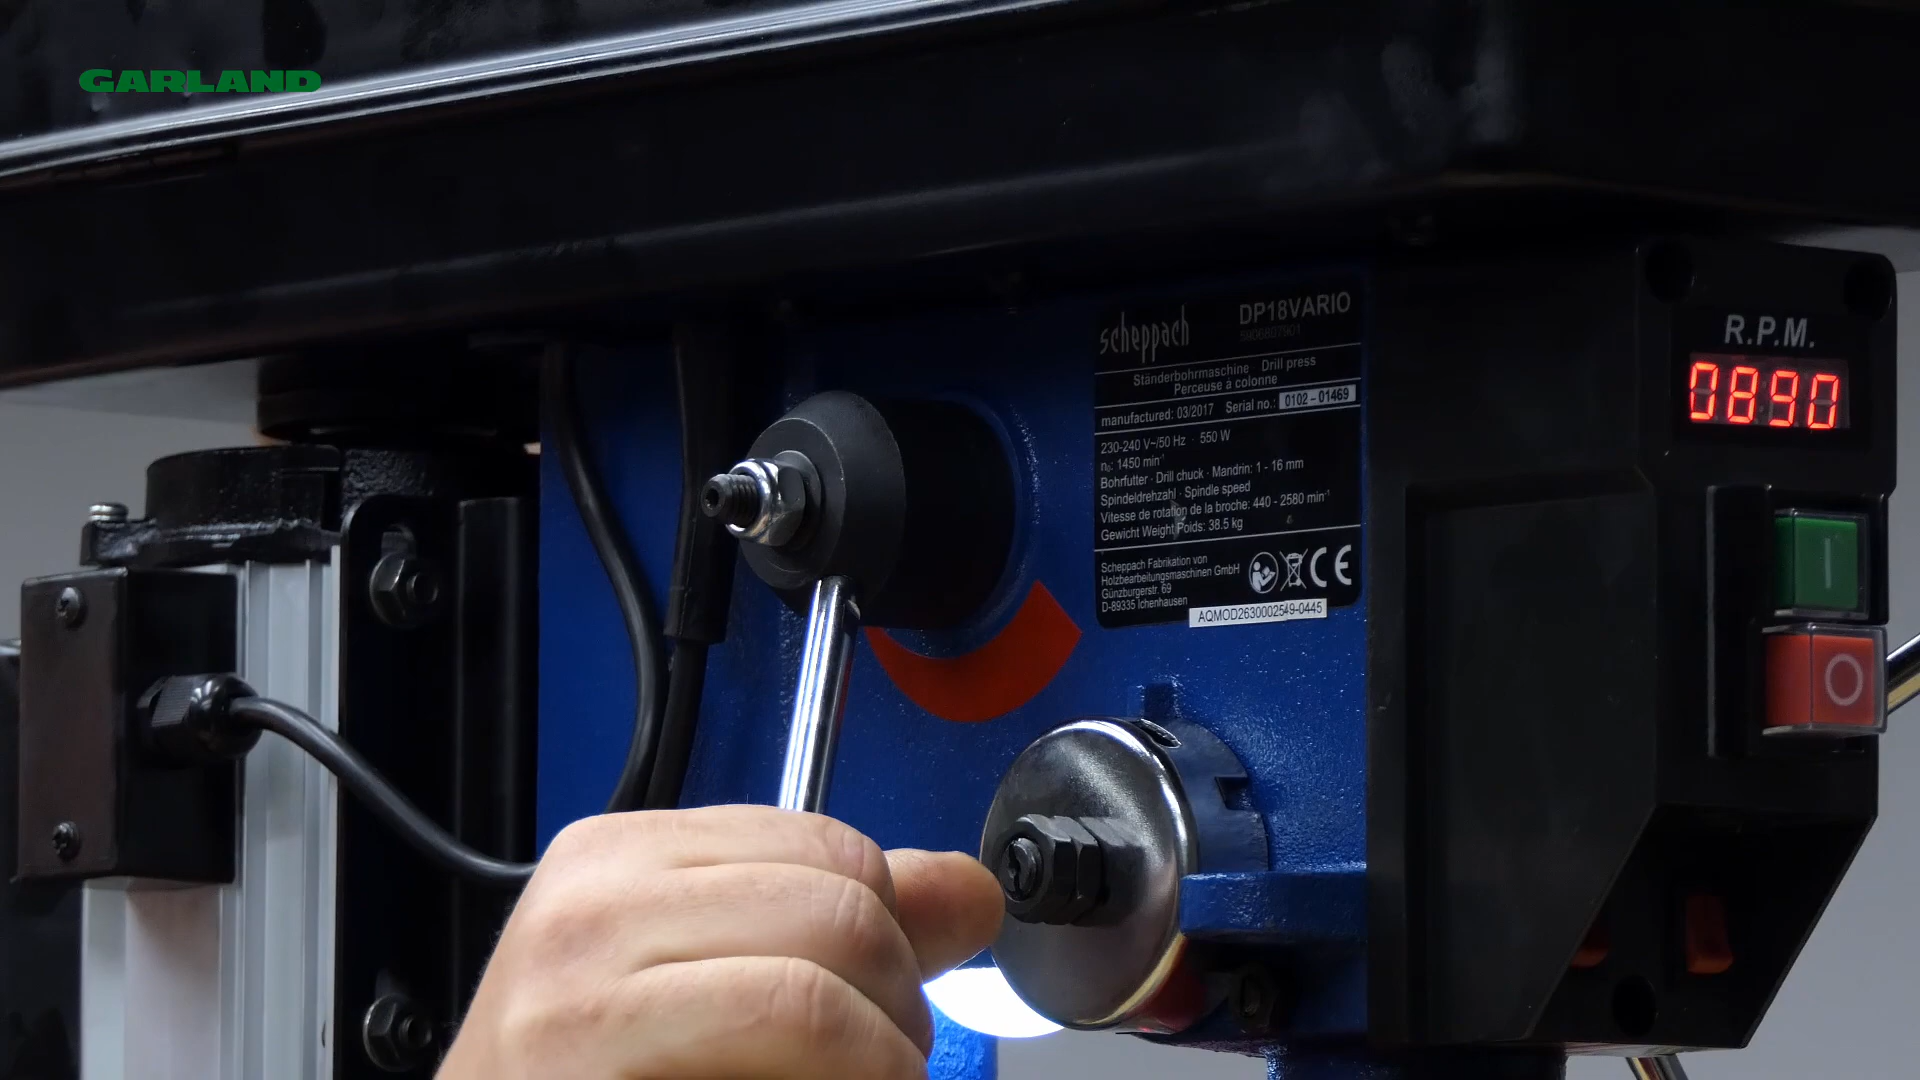 GARLAND
scheppach DP18VARIO
Ständerbohrmaschine · Drill press
Perceuse à colonne
manufactured: 03/2017 Serial no.: 0102 - 01469
230-240 V~/50 Hz · 550 W
n₀: 1450 min⁻¹
Bohrfutter · Drill chuck · Mandrin: 1 - 16 mm
Spindeldrehzahl · Spindle speed
Vitesse de rotation de la broche: 440 - 2580 min⁻¹
Gewicht Weight Poids: 38.5 kg
Scheppach Fabrikation von
Holzbearbeitungsmaschinen GmbH
Günzburgerstr. 69
D-89335 Ichenhausen
CE
AQMOD2630002549-0445
R.P.M.
0890
I
O